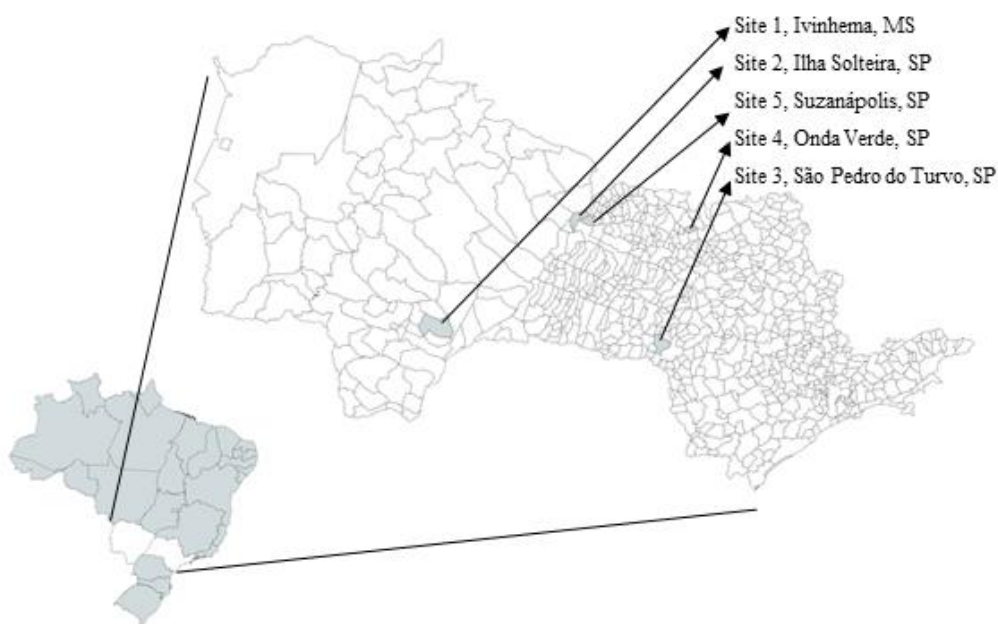 Site 1, Ivinhema, MS
Site 2, Ilha Solteira, SP
Site 5, Suzanápolis, SP
Site 4, Onda Verde, SP
Site 3, São Pedro do Turvo, SP